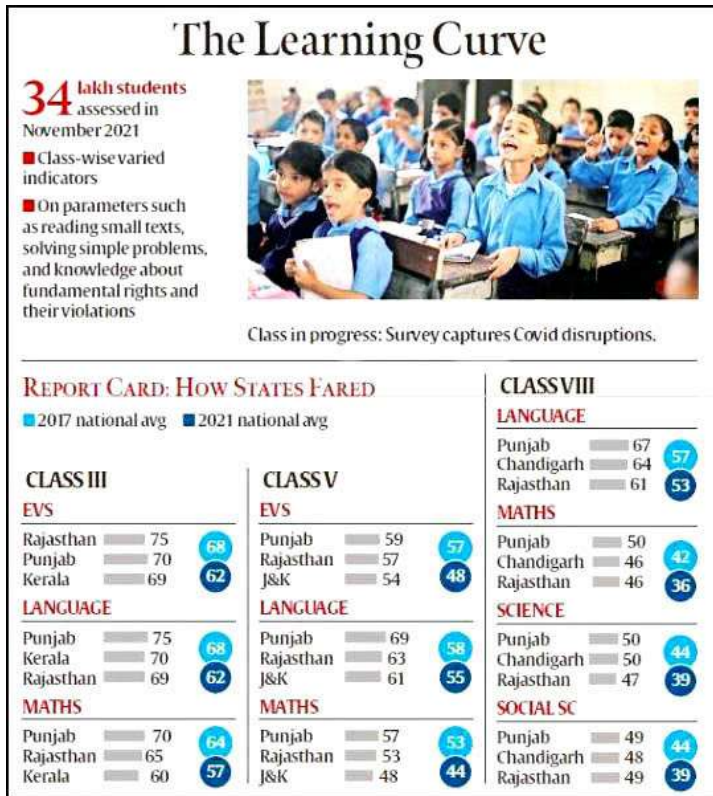 The Learning Curve
34 lakh students
assessed in
November 2021
Class-wise varied
indicators
On parameters such
as reading small texts,
solving simple problems,
and knowledge about
fundamental rights and
their violations
Class in progress: Survey captures Covid disruptions.
REPORT CARD: HOW STATES FARED
2017 national avg 2021 national avg
CLASS III
EVS
Rajasthan 75
Punjab 70
Kerala 69
68
62
LANGUAGE
Punjab 75
Kerala 70
Rajasthan 69
68
62
MATHS
Punjab 70
Rajasthan 65
Kerala 60
64
57
CLASS V
EVS
Punjab 59
Rajasthan 57
J&K 54
57
48
LANGUAGE
Punjab 69
Rajasthan 63
J&K 61
58
55
MATHS
Punjab 57
Rajasthan 53
J&K 48
53
44
CLASS VIII
LANGUAGE
Punjab 67
Chandigarh 64
Rajasthan 61
57
53
MATHS
Punjab 50
Chandigarh 46
Rajasthan 46
42
36
SCIENCE
Punjab 50
Chandigarh 50
Rajasthan 47
44
39
SOCIAL SC
Punjab 49
Chandigarh 48
Rajasthan 49
44
39